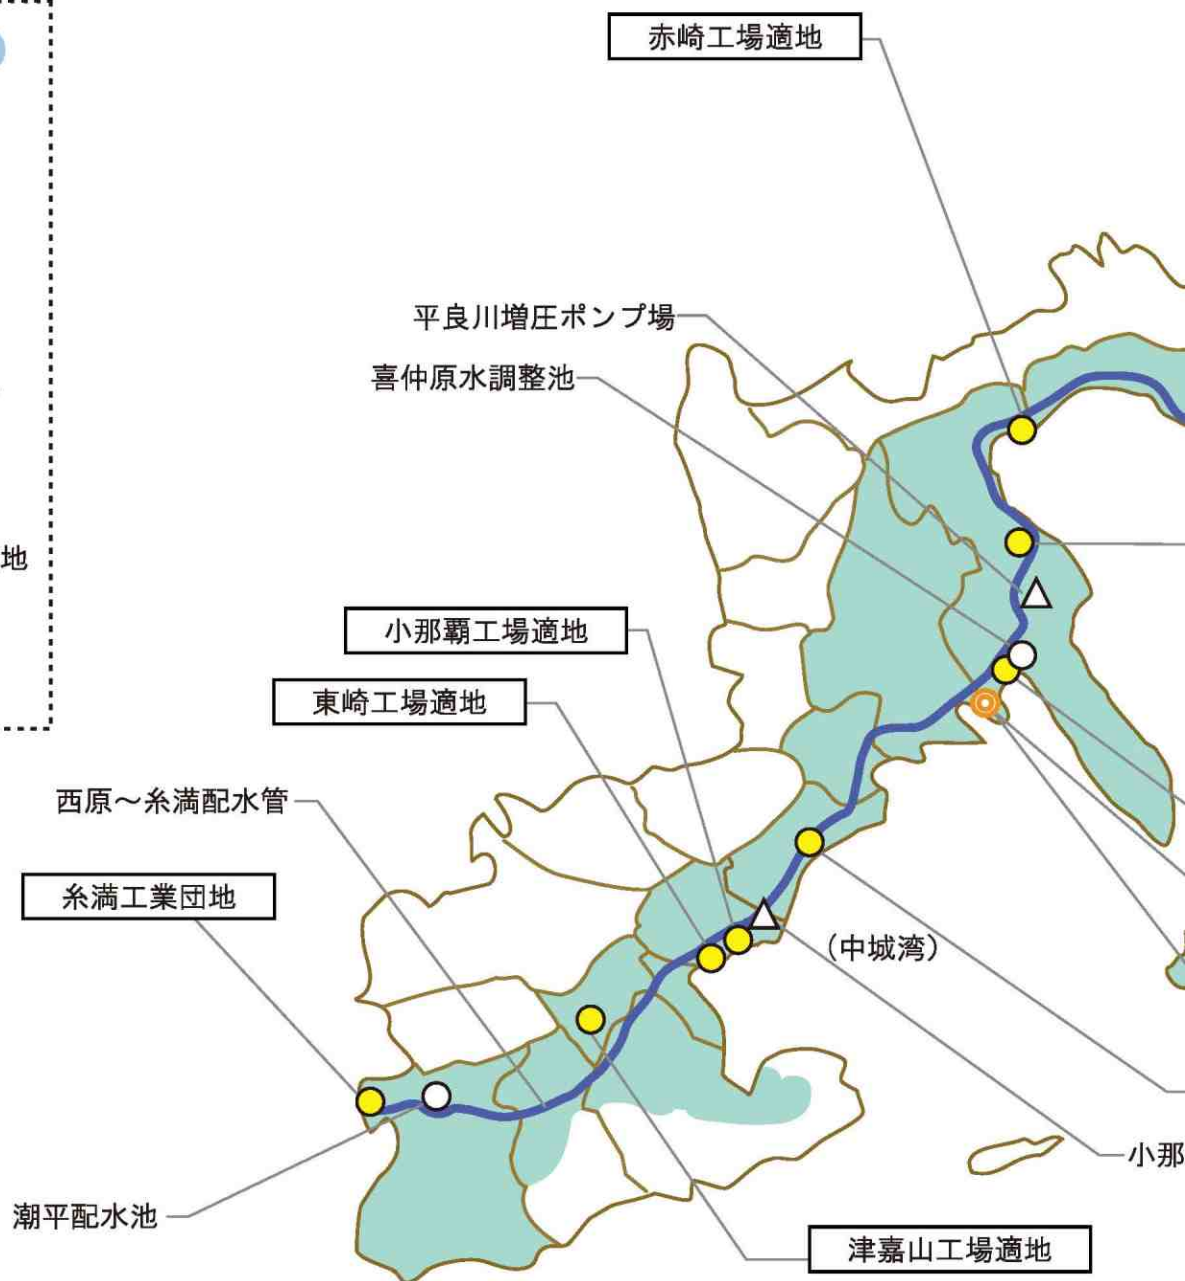 赤崎工場適地
平良川増圧ポンプ場
喜仲原水調整池
地
小那覇工場適地
東崎工場適地
西原～糸満配水管
糸満工業団地
（中城湾）
小那
潮平配水池
津嘉山工場適地